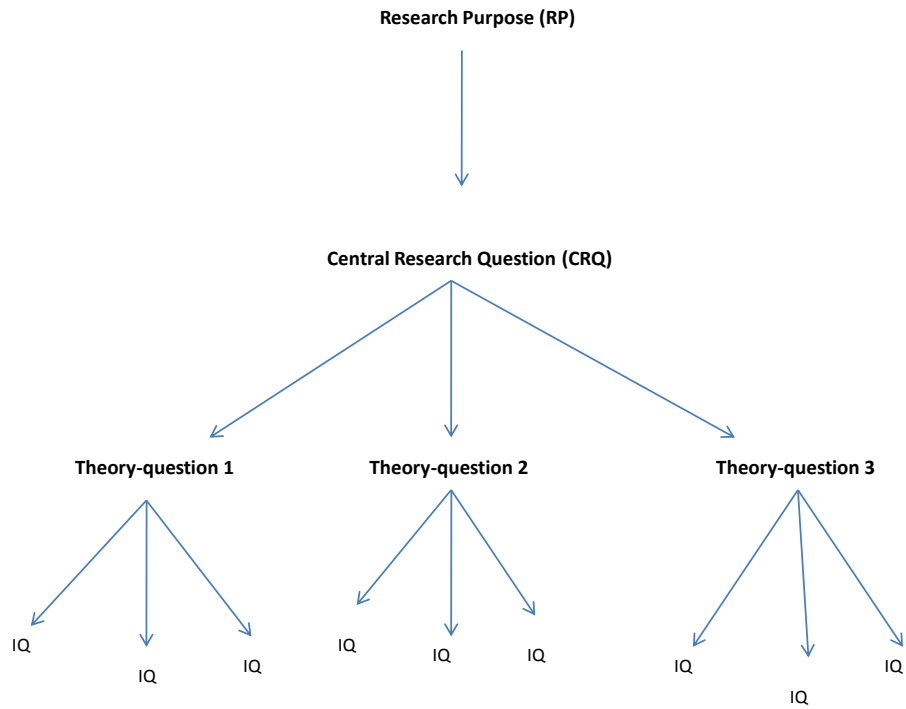 Research Purpose (RP)
Central Research Question (CRQ)
Theory-question 1
Theory-question 2
Theory-question 3
IQ
IQ
IQ
IQ
IQ
IQ
IQ
IQ
IQ